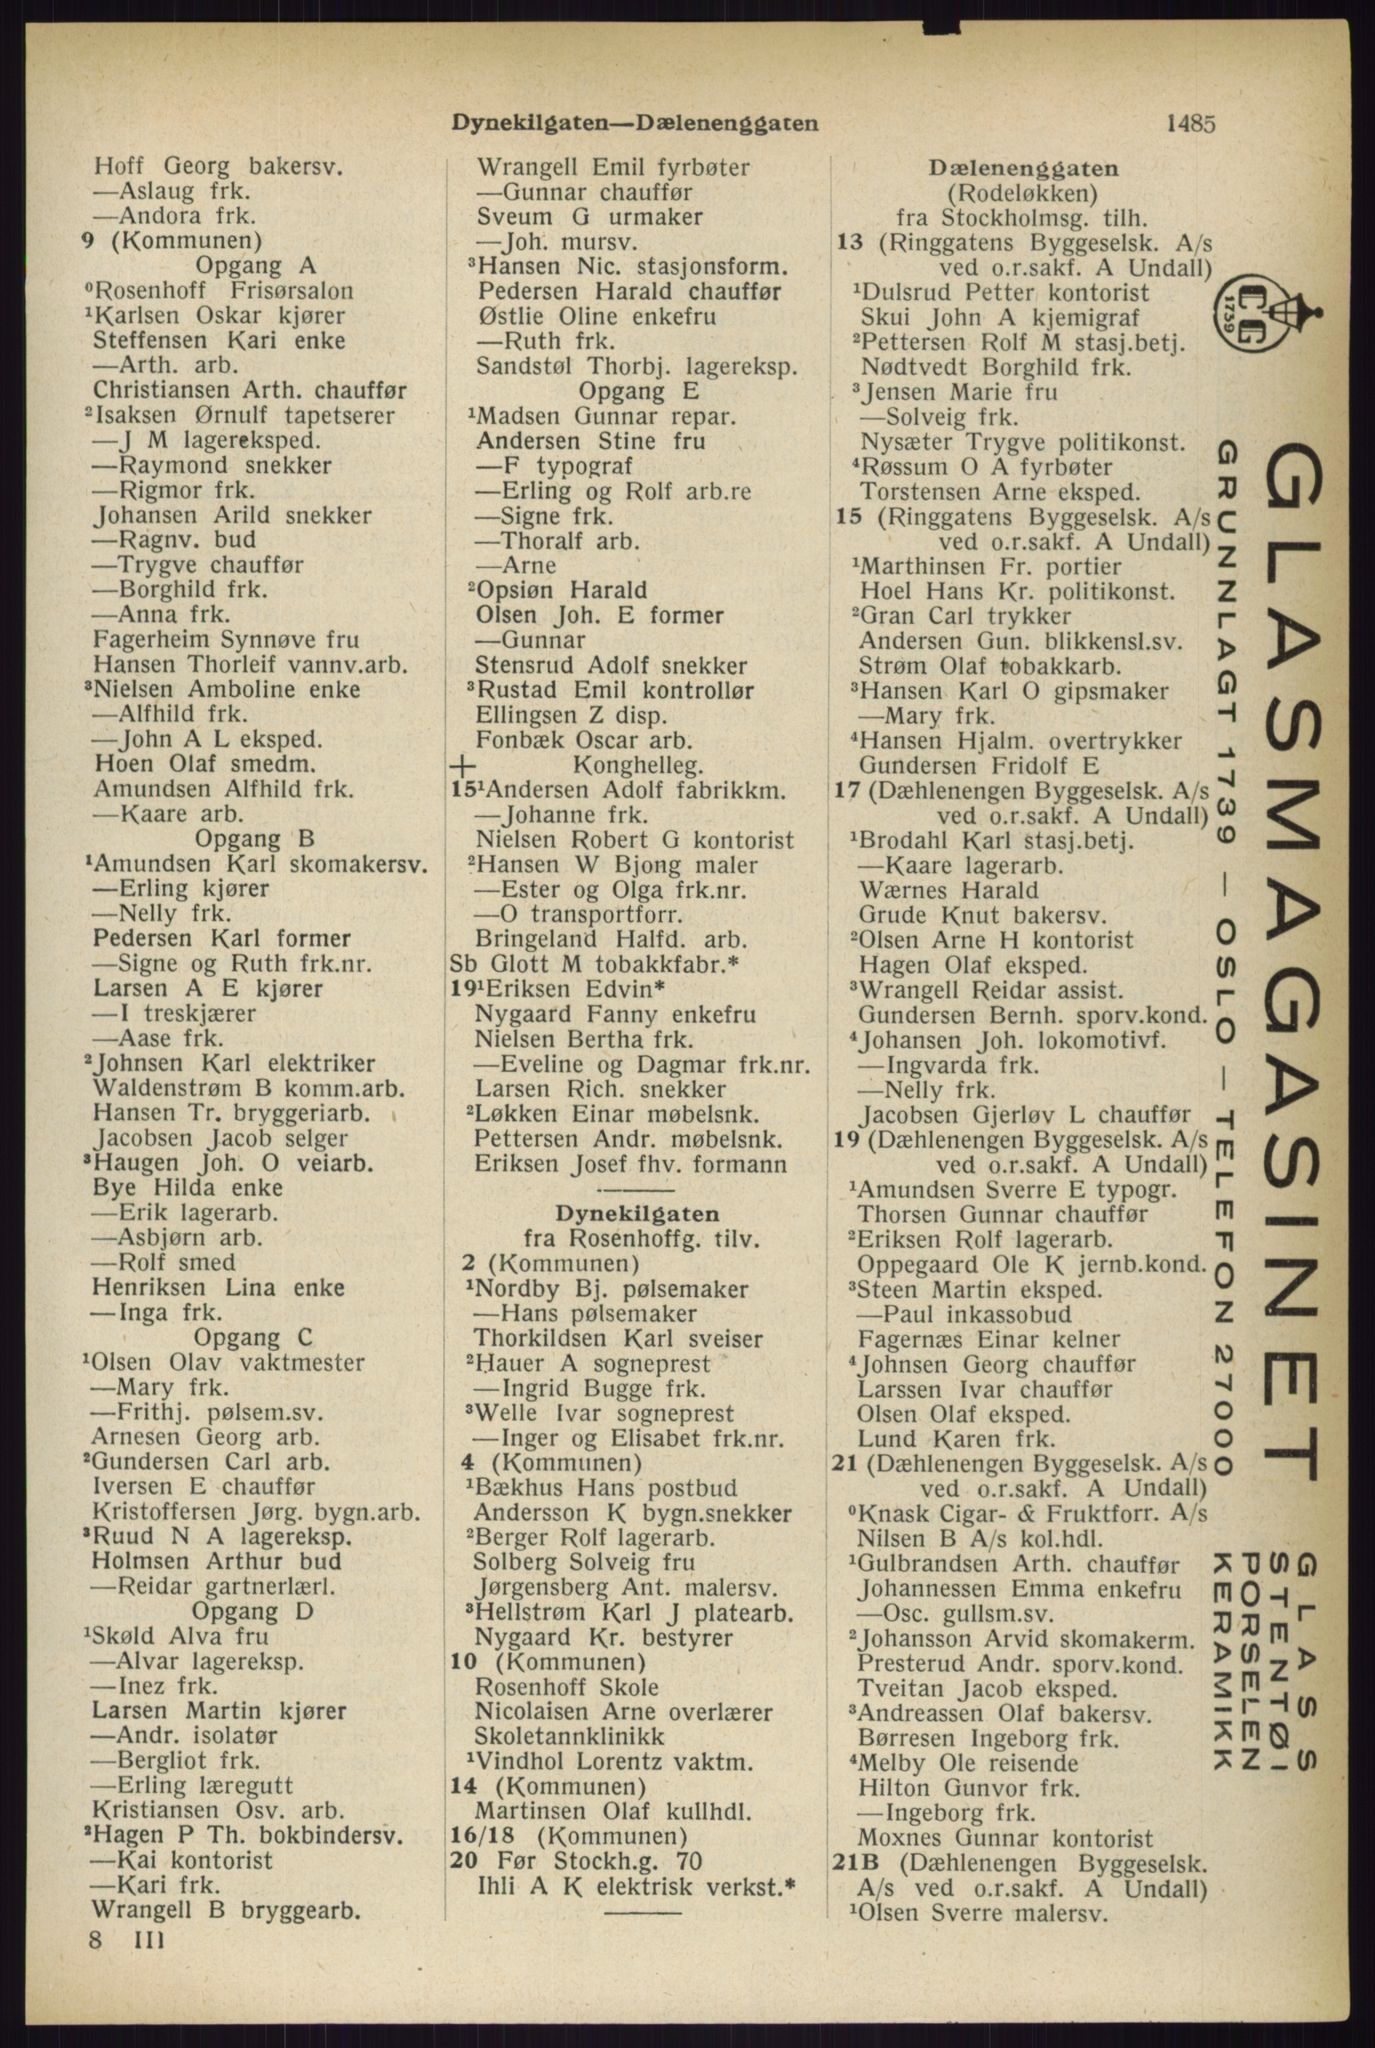 Dynekilgaten—Dælenenggaten
1485
Hoff Georg bakersv.
—Aslaug frk.
—Andora frk.
9 (Kommunen)
Opgang A
⁰Rosenhoff Frisørsalon
¹Karlsen Oskar kjører
Steffensen Kari enke
—Arth. arb.
Christiansen Arth. chauffør
²Isaksen Ørnulf tapetserer
—J M lagereksped.
—Raymond snekker
—Rigmor frk.
Johansen Arild snekker
—Ragnv. bud
—Trygve chauffør
—Borghild frk.
—Anna frk.
Fagerheim Synnøve fru
Hansen Thorleif vannv.arb.
³Nielsen Amboline enke
—Alfhild frk.
—John A L eksped.
Hoen Olaf smedm.
Amundsen Alfhild frk.
—Kaare arb.
Opgang B
¹Amundsen Karl skomakersv.
—Erling kjører
—Nelly frk.
Pedersen Karl former
—Signe og Ruth frk.nr.
Larsen A E kjører
—I treskjærer
—Aase frk.
²Johnsen Karl elektriker
Waldenstrøm B komm.arb.
Hansen Tr. bryggeriarb.
Jacobsen Jacob selger
³Haugen Joh. O veiarb.
Bye Hilda enke
—Erik lagerarb.
—Asbjørn arb.
—Rolf smed
Henriksen Lina enke
—Inga frk.
Opgang C
¹Olsen Olav vaktmester
—Mary frk.
—Frithj. pølsem.sv.
Arnesen Georg arb.
²Gundersen Carl arb.
Iversen E chauffør
Kristoffersen Jørg. bygn.arb.
³Ruud N A lagereksp.
Holmsen Arthur bud
—Reidar gartnerlærl.
Opgang D
¹Skøld Alva fru
—Alvar lagereksp.
—Inez frk.
Larsen Martin kjører
—Andr. isolatør
—Bergliot frk.
—Erling læregutt
Kristiansen Osv. arb.
²Hagen P Th. bokbindersv.
—Kai kontorist
—Kari frk.
Wrangell B bryggearb.
8 III
Wrangell Emil fyrbøter
—Gunnar chauffør
Sveum G urmaker
—Joh. mursv.
³Hansen Nic. stasjonsform.
Pedersen Harald chauffør
Østlie Oline enkefru
—Ruth frk.
Sandstøl Thorbj. lagereksp.
Opgang E
¹Madsen Gunnar repar.
Andersen Stine fru
—F typograf
—Erling og Rolf arb.re
—Signe frk.
—Thoralf arb.
—Arne
²Opsiøn Harald
Olsen Joh. E former
—Gunnar
Stensrud Adolf snekker
³Rustad Emil kontrollør
Ellingsen Z disp.
Fonbæk Oscar arb.
+ Konghelleg.
15¹Andersen Adolf fabrikkm.
—Johanne frk.
Nielsen Robert G kontorist
²Hansen W Bjong maler
—Ester og Olga frk.nr.
—O transportforr.
Bringeland Halfd. arb.
Sb Glott M tobakkfabr.*
19¹Eriksen Edvin*
Nygaard Fanny enkefru
Nielsen Bertha frk.
—Eveline og Dagmar frk.nr.
Larsen Rich. snekker
²Løkken Einar møbelsnk.
Pettersen Andr. møbelsnk.
Eriksen Josef fhv. formann
Dynekilgaten
fra Rosenhoffg. tilv.
2 (Kommunen)
¹Nordby Bj. pølsemaker
—Hans pølsemaker
Thorkildsen Karl sveiser
²Hauer A sogneprest
—Ingrid Bugge frk.
³Welle Ivar sogneprest
—Inger og Elisabet frk.nr.
4 (Kommunen)
¹Bækhus Hans postbud
Andersson K bygn.snekker
²Berger Rolf lagerarb.
Solberg Solveig fru
Jørgensberg Ant. malersv.
³Hellstrøm Karl J platearb.
Nygaard Kr. bestyrer
10 (Kommunen)
Rosenhoff Skole
Nicolaisen Arne overlærer
Skoletannklinikk
¹Vindhol Lorentz vaktm.
14 (Kommunen)
Martinsen Olaf kullhdl.
16/18 (Kommunen)
20 Før Stockh.g. 70
Ihli A K elektrisk verkst.*
Dælenenggaten
(Rodeløkken)
fra Stockholmsg. tilh.
13 (Ringgatens Byggeselsk. A/s
ved o.r.sakf. A Undall)
¹Dulsrud Petter kontorist
Skui John A kjemigraf
²Pettersen Rolf M stasj.betj.
Nødtvedt Borghild frk.
³Jensen Marie fru
—Solveig frk.
Nysæter Trygve politikonst.
⁴Røssum O A fyrbøter
Torstensen Arne eksped.
15 (Ringgatens Byggeselsk. A/s
ved o.r.sakf. A Undall)
¹Marthinsen Fr. portier
Hoel Hans Kr. politikonst.
²Gran Carl trykker
Andersen Gun. blikkensl.sv.
Strøm Olaf tobakkarb.
³Hansen Karl O gipsmaker
—Mary frk.
⁴Hansen Hjalm. overtrykker
Gundersen Fridolf E
17 (Dæhlenengen Byggeselsk. A/s
ved o.r.sakf. A Undall)
¹Brodahl Karl stasj.betj.
—Kaare lagerarb.
Wærnes Harald
Grude Knut bakersv.
²Olsen Arne H kontorist
Hagen Olaf eksped.
³Wrangell Reidar assist.
Gundersen Bernh. sporv.kond.
⁴Johansen Joh. lokomotivf.
—Ingvarda frk.
—Nelly frk.
Jacobsen Gjerløv L chauffør
19 (Dæhlenengen Byggeselsk. A/s
ved o.r.sakf. A Undall)
¹Amundsen Sverre E typogr.
Thorsen Gunnar chauffør
²Eriksen Rolf lagerarb.
Oppegaard Ole K jernb.kond.
³Steen Martin eksped.
—Paul inkassobud
Fagernæs Einar kelner
⁴Johnsen Georg chauffør
Larssen Ivar chauffør
Olsen Olaf eksped.
Lund Karen frk.
21 (Dæhlenengen Byggeselsk. A/s
ved o.r.sakf. A Undall)
⁰Knask Cigar- & Fruktforr. A/s
Nilsen B A/s kol.hdl.
¹Gulbrandsen Arth. chauffør
Johannessen Emma enkefru
—Osc. gullsm.sv.
²Johansson Arvid skomakerm.
Presterud Andr. sporv.kond.
Tveitan Jacob eksped.
³Andreassen Olaf bakersv.
Børresen Ingeborg frk.
⁴Melby Ole reisende
Hilton Gunvor frk.
—Ingeborg frk.
Moxnes Gunnar kontorist
21B (Dæhlenengen Byggeselsk.
A/s ved o.r.sakf. A Undall)
¹Olsen Sverre malersv.
CG 1739
GLASMAGASINET
GRUNNLAGT 1739 — OSLO — TELEFON 27000
GLASS
STENTØI
PORSELEN
KERAMIKK